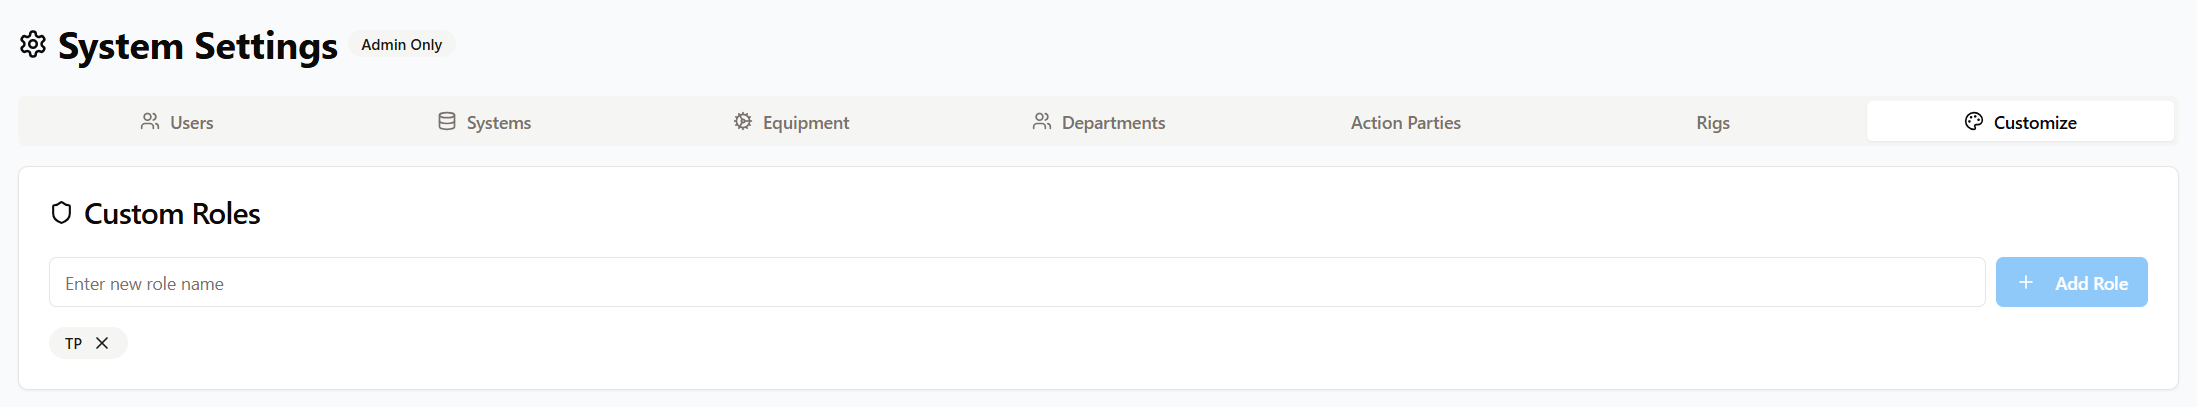 System Settings Admin Only
Users Systems Equipment Departments Action Parties Rigs Customize
Custom Roles
Enter new role name + Add Role
TP ×